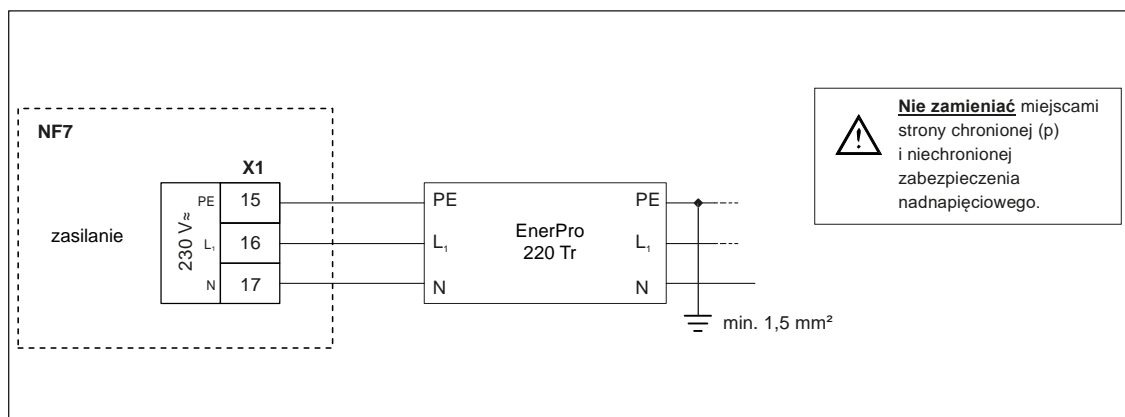 NF7
zasilanie
X1
230 V≈
PE
15
L₁
16
N
17
PE
L₁
N
EnerPro
220 Tr
PE
L₁
N
min. 1,5 mm²
Nie zamieniać miejscami
strony chronionej (p)
i niechronionej
zabezpieczenia
nadnapięciowego.